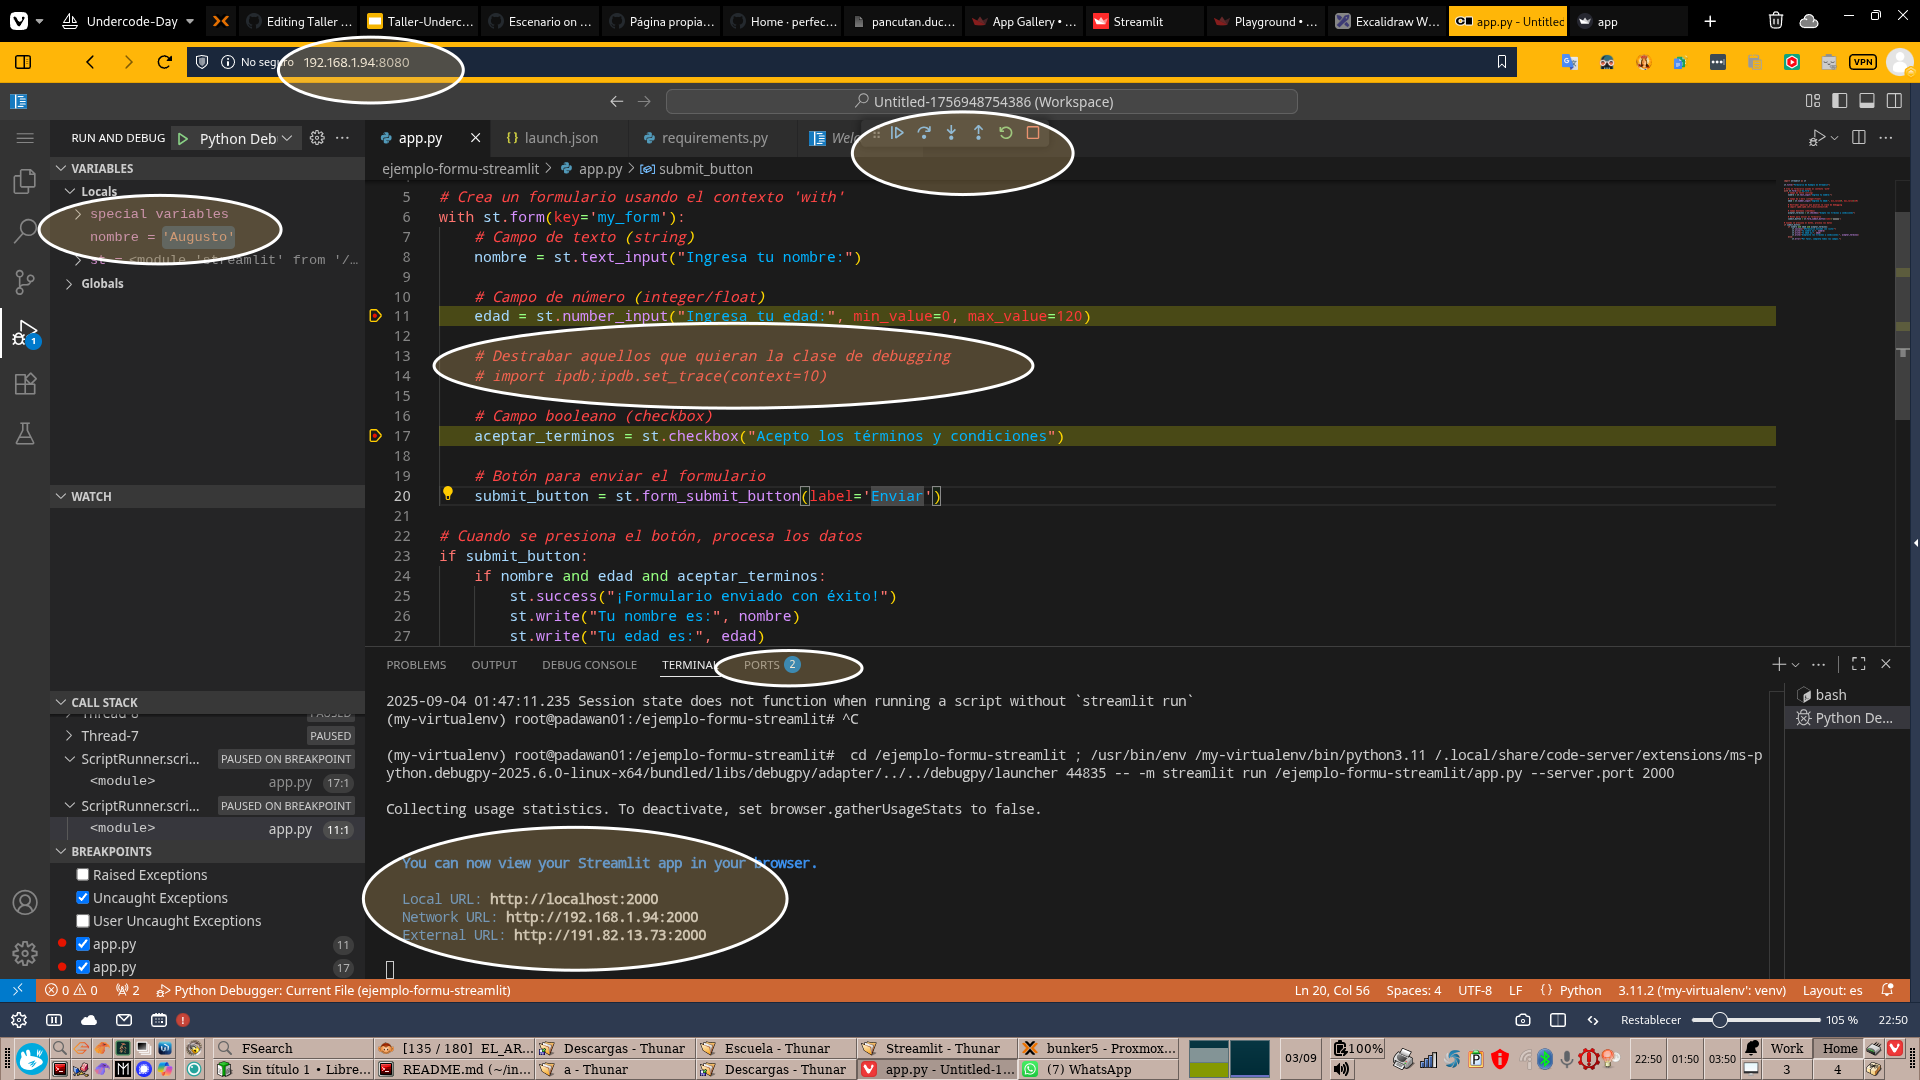 Undercode-Day
Editing Taller ...
Taller-Underc...
Escenario on ...
Página propia...
Home · perfec...
pancutan.duc...
App Gallery • ...
Streamlit
Playground • ...
Excalidraw W...
app.py - Untitled
app
No seguro
192.168.1.94:8080
VPN
Untitled-1756948754386 (Workspace)
RUN AND DEBUG
Python Deb
app.py
launch.json
requirements.py
Welc
ejemplo-formu-streamlit > app.py > submit_button
VARIABLES
Locals
special variables
nombre = 'Augusto'
st = <module 'streamlit' from '/...
Globals
WATCH
5 # Crea un formulario usando el contexto 'with'
6 with st.form(key='my_form'):
7 # Campo de texto (string)
8 nombre = st.text_input("Ingresa tu nombre:")
9
10 # Campo de número (integer/float)
11 edad = st.number_input("Ingresa tu edad:", min_value=0, max_value=120)
12
13 # Destrabar aquellos que quieran la clase de debugging
14 # import ipdb;ipdb.set_trace(context=10)
15
16 # Campo booleano (checkbox)
17 aceptar_terminos = st.checkbox("Acepto los términos y condiciones")
18
19 # Botón para enviar el formulario
20 submit_button = st.form_submit_button(label='Enviar')
21
22 # Cuando se presiona el botón, procesa los datos
23 if submit_button:
24 if nombre and edad and aceptar_terminos:
25 st.success("¡Formulario enviado con éxito!")
26 st.write("Tu nombre es:", nombre)
27 st.write("Tu edad es:", edad)
PROBLEMS
OUTPUT
DEBUG CONSOLE
TERMINAL
PORTS 2
2025-09-04 01:47:11.235 Session state does not function when running a script without `streamlit run`
(my-virtualenv) root@padawan01:/ejemplo-formu-streamlit# ^C
(my-virtualenv) root@padawan01:/ejemplo-formu-streamlit# cd /ejemplo-formu-streamlit ; /usr/bin/env /my-virtualenv/bin/python3.11 /.local/share/code-server/extensions/ms-p
ython.debugpy-2025.6.0-linux-x64/bundled/libs/debugpy/adapter/../../debugpy/launcher 44835 -- -m streamlit run /ejemplo-formu-streamlit/app.py --server.port 2000
Collecting usage statistics. To deactivate, set browser.gatherUsageStats to false.
You can now view your Streamlit app in your browser.
Local URL: http://localhost:2000
Network URL: http://192.168.1.94:2000
External URL: http://191.82.13.73:2000
bash
Python De...
CALL STACK
Thread-6 PAUSED
Thread-7 PAUSED
ScriptRunner.scri... PAUSED ON BREAKPOINT
<module> app.py 17:1
ScriptRunner.scri... PAUSED ON BREAKPOINT
<module> app.py 11:1
BREAKPOINTS
Raised Exceptions
Uncaught Exceptions
User Uncaught Exceptions
app.py 11
app.py 17
1
0 0 2 Python Debugger: Current File (ejemplo-formu-streamlit)
Ln 20, Col 56
Spaces: 4
UTF-8
LF
Python
3.11.2 ('my-virtualenv': venv)
Layout: es
Restablecer
105 %
22:50
FSearch
[135 / 180] EL_AR...
Descargas - Thunar
Escuela - Thunar
Streamlit - Thunar
bunker5 - Proxmox...
Sin título 1 • Libre...
README.md (~/in...
a - Thunar
Descargas - Thunar
app.py - Untitled-1...
(7) WhatsApp
03/09
100%
22:50
01:50
03:50
Work
Home
3
4